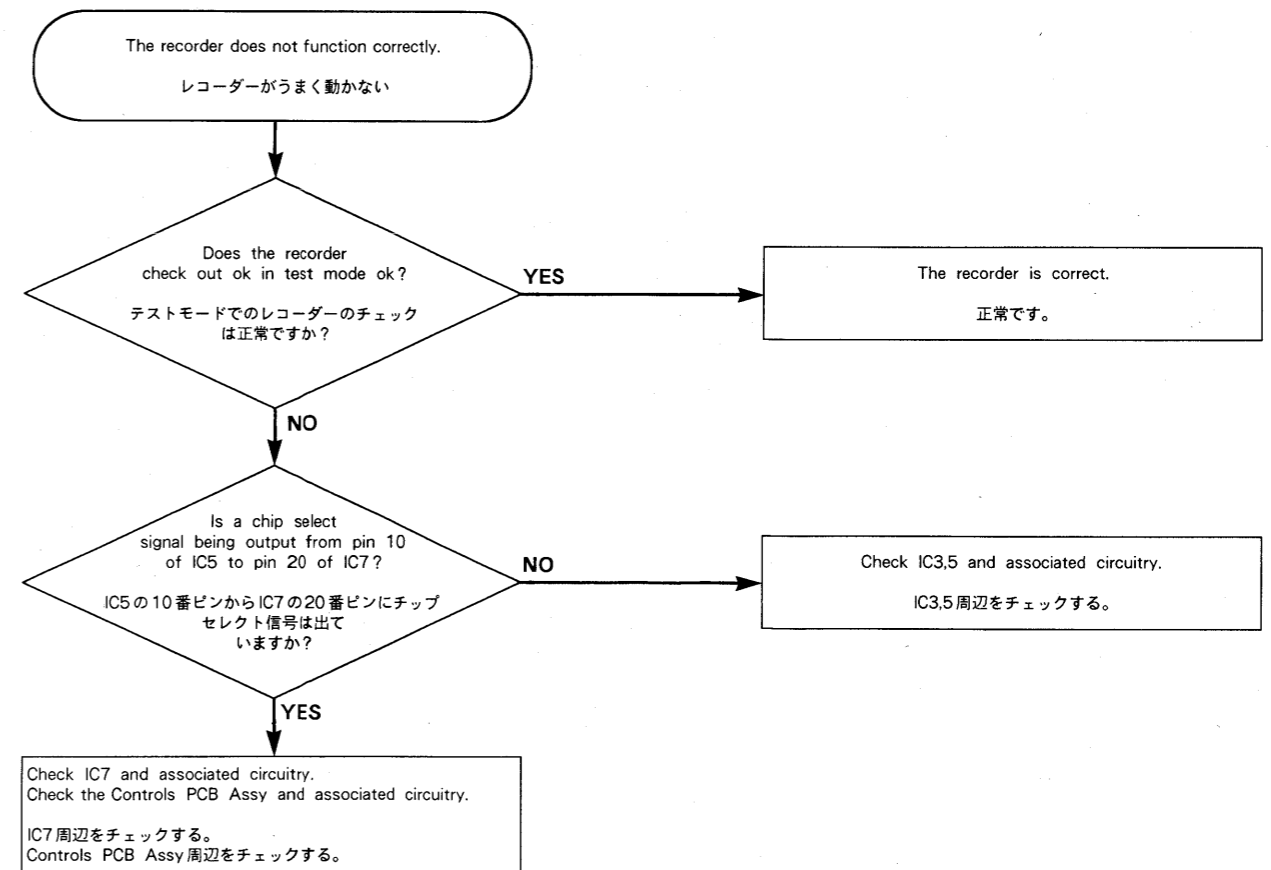 The recorder does not function correctly.
レコーダーがうまく動かない
Does the recorder
check out ok in test mode ok?
テストモードでのレコーダーのチェック
は正常ですか？
YES
The recorder is correct.
正常です。
NO
Is a chip select
signal being output from pin 10
of IC5 to pin 20 of IC7?
IC5の10番ピンからIC7の20番ピンにチップ
セレクト信号は出て
いますか？
NO
Check IC3,5 and associated circuitry.
IC3,5周辺をチェックする。
YES
Check IC7 and associated circuitry.
Check the Controls PCB Assy and associated circuitry.
IC7周辺をチェックする。
Controls PCB Assy周辺をチェックする。